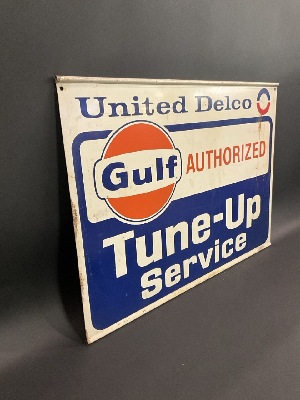 United Delco
Gulf AUTHORIZED
Tune-Up
Service